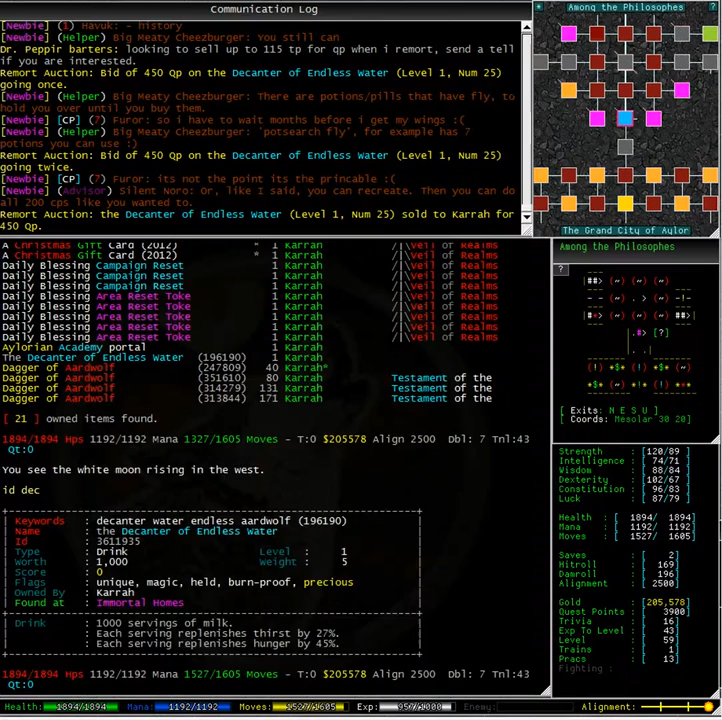 Communication Log
[Newbie] (1) Havuk: - history
[Newbie] (Helper) Big Meaty Cheezburger: You still can
Dr. Peppir barters: looking to sell up to 115 tp for qp when i remort, send a tell
if you are interested.
Remort Auction: Bid of 450 Qp on the Decanter of Endless Water (Level 1, Num 25)
going once.
[Newbie] (Helper) Big Meaty Cheezburger: There are potions/pills that have fly, to
hold you over until you buy them.
[Newbie] [CP] (7) Furor: so i have to wait months before i get my wings :(
[Newbie] (Helper) Big Meaty Cheezburger: 'potsearch fly', for example has 7
potions you can use :)
Remort Auction: Bid of 450 Qp on the Decanter of Endless Water (Level 1, Num 25)
going twice.
[Newbie] [CP] (7) Furor: its not the point its the princable :(
[Newbie] (Advisor) Silent Noro: Or, like I said, you can recreate. Then you can do
all 200 cps like you wanted to.
Remort Auction: the Decanter of Endless Water (Level 1, Num 25) sold to Karrah for
450 Qp.
A Christmas Gift Card (2012) * 1 Karrah /|\Veil of Realms
A Christmas Gift Card (2012) * 1 Karrah /|\Veil of Realms
Daily Blessing Campaign Reset 1 Karrah /|\Veil of Realms
Daily Blessing Campaign Reset 1 Karrah /|\Veil of Realms
Daily Blessing Campaign Reset 1 Karrah /|\Veil of Realms
Daily Blessing Area Reset Toke 1 Karrah /|\Veil of Realms
Daily Blessing Area Reset Toke 1 Karrah /|\Veil of Realms
Daily Blessing Area Reset Toke 1 Karrah /|\Veil of Realms
Daily Blessing Area Reset Toke 1 Karrah /|\Veil of Realms
Daily Blessing Area Reset Toke 1 Karrah /|\Veil of Realms
Aylorian Academy portal 1 Karrah
The Decanter of Endless Water (196190) 1 Karrah
Dagger of Aardwolf (247809) 40 Karrah*
Dagger of Aardwolf (351610) 80 Karrah Testament of the
Dagger of Aardwolf (314279) 131 Karrah Testament of the
Dagger of Aardwolf (313844) 171 Karrah Testament of the
[ 21 ] owned items found.
1894/1894 Hps 1192/1192 Mana 1327/1605 Moves - T:0 $205578 Align 2500 Dbl: 7 Tnl:43
Qt:0
You see the white moon rising in the west.
id dec
| Keywords : decanter water endless aardwolf (196190) |
| Name : the Decanter of Endless Water |
| Id : 3611935 |
| Type : Drink Level : 1 |
| Worth : 1,000 Weight : 5 |
| Score : 0 |
| Flags : unique, magic, held, burn-proof, precious |
| Owned By : Karrah |
| Found at : Immortal Homes |
| Drink : 1000 servings of milk. |
| : Each serving replenishes thirst by 27%. |
| : Each serving replenishes hunger by 45%. |
1894/1894 Hps 1192/1192 Mana 1527/1605 Moves - T:0 $205578 Align 2500 Dbl: 7 Tnl:43
Qt:0
Among the Philosophes
?
The Grand City of Aylor
Among the Philosophes
?
[ Exits: N E S U ]
[ Coords: Mesolar 30 20]
Strength : [120/89 ]
Intelligence : [ 74/71 ]
Wisdom : [ 88/84 ]
Dexterity : [102/67 ]
Constitution : [ 96/83 ]
Luck : [ 87/79 ]
Health : [ 1894/ 1894]
Mana : [ 1192/ 1192]
Moves : [ 1527/ 1605]
Saves : [ 2]
Hitroll : [ 169]
Damroll : [ 196]
Alignment : [ 2500]
Gold : [205,578]
Quest Points : [ 3900]
Trivia : [ 16]
Exp To Level : [ 43]
Level : [ 59]
Trains : [ 1]
Pracs : [ 13]
Fighting :
Health: 1894/1894 Mana: 1192/1192 Moves: 1527/1605 Exp: 957/1000 Enemy: Alignment: